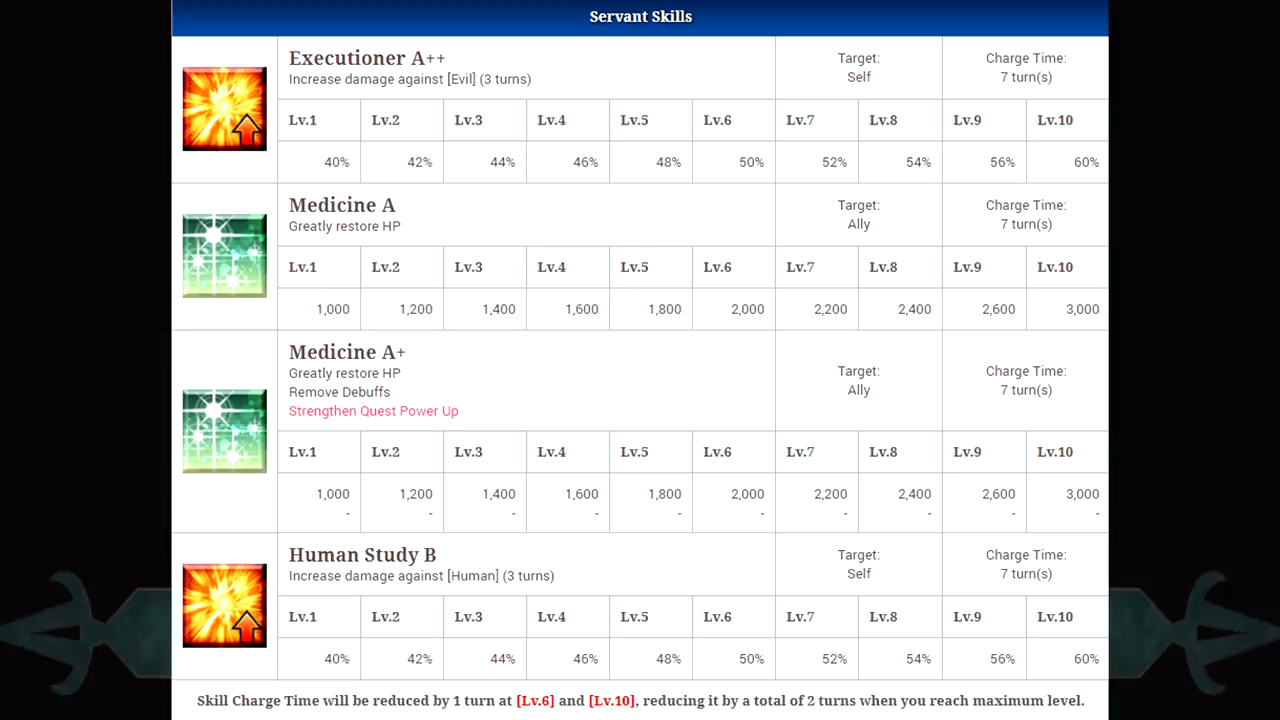 Servant Skills
Executioner A++
Increase damage against [Evil] (3 turns)
Target:
Self
Charge Time:
7 turn(s)
Lv.1 Lv.2 Lv.3 Lv.4 Lv.5 Lv.6 Lv.7 Lv.8 Lv.9 Lv.10
40% 42% 44% 46% 48% 50% 52% 54% 56% 60%
Medicine A
Greatly restore HP
Target:
Ally
Charge Time:
7 turn(s)
Lv.1 Lv.2 Lv.3 Lv.4 Lv.5 Lv.6 Lv.7 Lv.8 Lv.9 Lv.10
1,000 1,200 1,400 1,600 1,800 2,000 2,200 2,400 2,600 3,000
Medicine A+
Greatly restore HP
Remove Debuffs
Strengthen Quest Power Up
Target:
Ally
Charge Time:
7 turn(s)
Lv.1 Lv.2 Lv.3 Lv.4 Lv.5 Lv.6 Lv.7 Lv.8 Lv.9 Lv.10
1,000 1,200 1,400 1,600 1,800 2,000 2,200 2,400 2,600 3,000
- - - - - - - - - -
Human Study B
Increase damage against [Human] (3 turns)
Target:
Self
Charge Time:
7 turn(s)
Lv.1 Lv.2 Lv.3 Lv.4 Lv.5 Lv.6 Lv.7 Lv.8 Lv.9 Lv.10
40% 42% 44% 46% 48% 50% 52% 54% 56% 60%
Skill Charge Time will be reduced by 1 turn at [Lv.6] and [Lv.10], reducing it by a total of 2 turns when you reach maximum level.